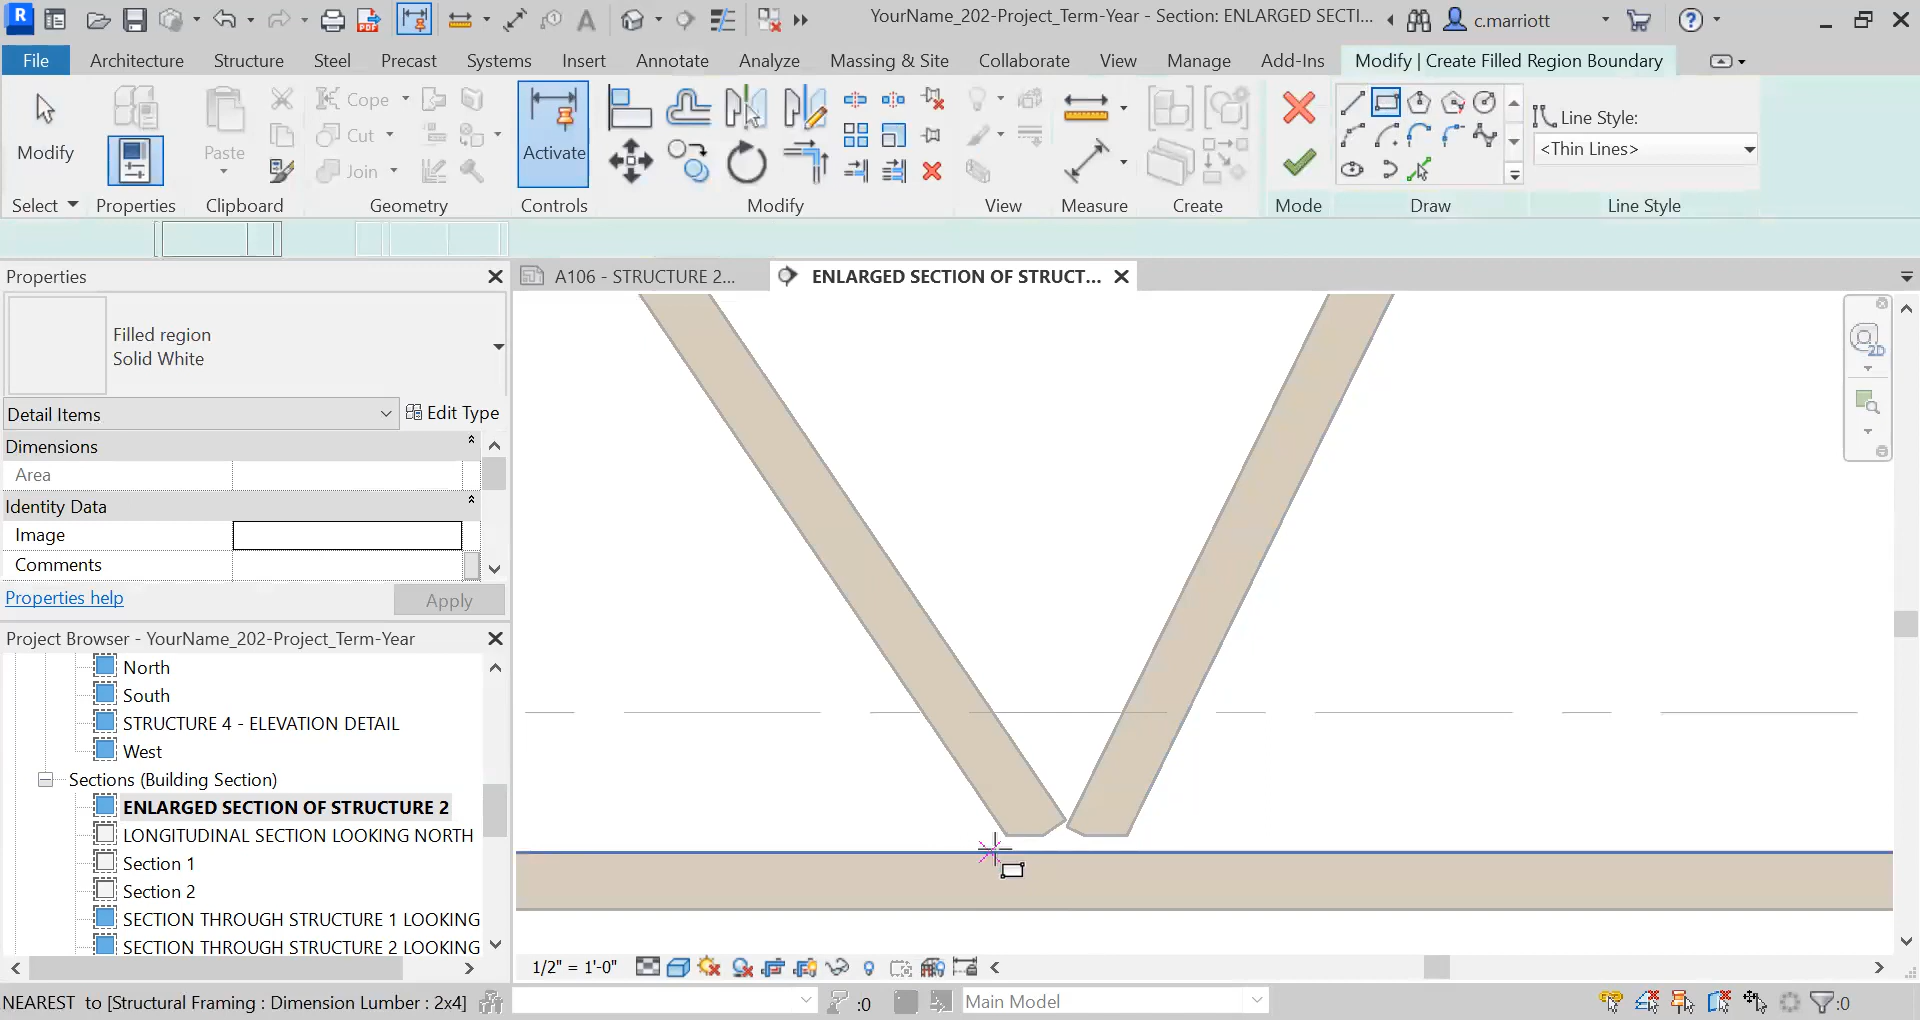 YourName_202-Project_Term-Year - Section: ENLARGED SECTI...
c.marriott
File
Architecture
Structure
Steel
Precast
Systems
Insert
Annotate
Analyze
Massing & Site
Collaborate
View
Manage
Add-Ins
Modify | Create Filled Region Boundary
Modify
Paste
Cope
Cut
Join
Activate
Line Style:
<Thin Lines>
Select
Properties
Clipboard
Geometry
Controls
Modify
View
Measure
Create
Mode
Draw
Line Style
Properties
A106 - STRUCTURE 2...
ENLARGED SECTION OF STRUCT...
Filled region
Solid White
Detail Items
Edit Type
Dimensions
Area
Identity Data
Image
Comments
Properties help
Apply
Project Browser - YourName_202-Project_Term-Year
North
South
STRUCTURE 4 - ELEVATION DETAIL
West
Sections (Building Section)
ENLARGED SECTION OF STRUCTURE 2
LONGITUDINAL SECTION LOOKING NORTH
Section 1
Section 2
SECTION THROUGH STRUCTURE 1 LOOKING
SECTION THROUGH STRUCTURE 2 LOOKING
2D
1/2" = 1'-0"
NEAREST to [Structural Framing : Dimension Lumber : 2x4]
:0
Main Model
:0